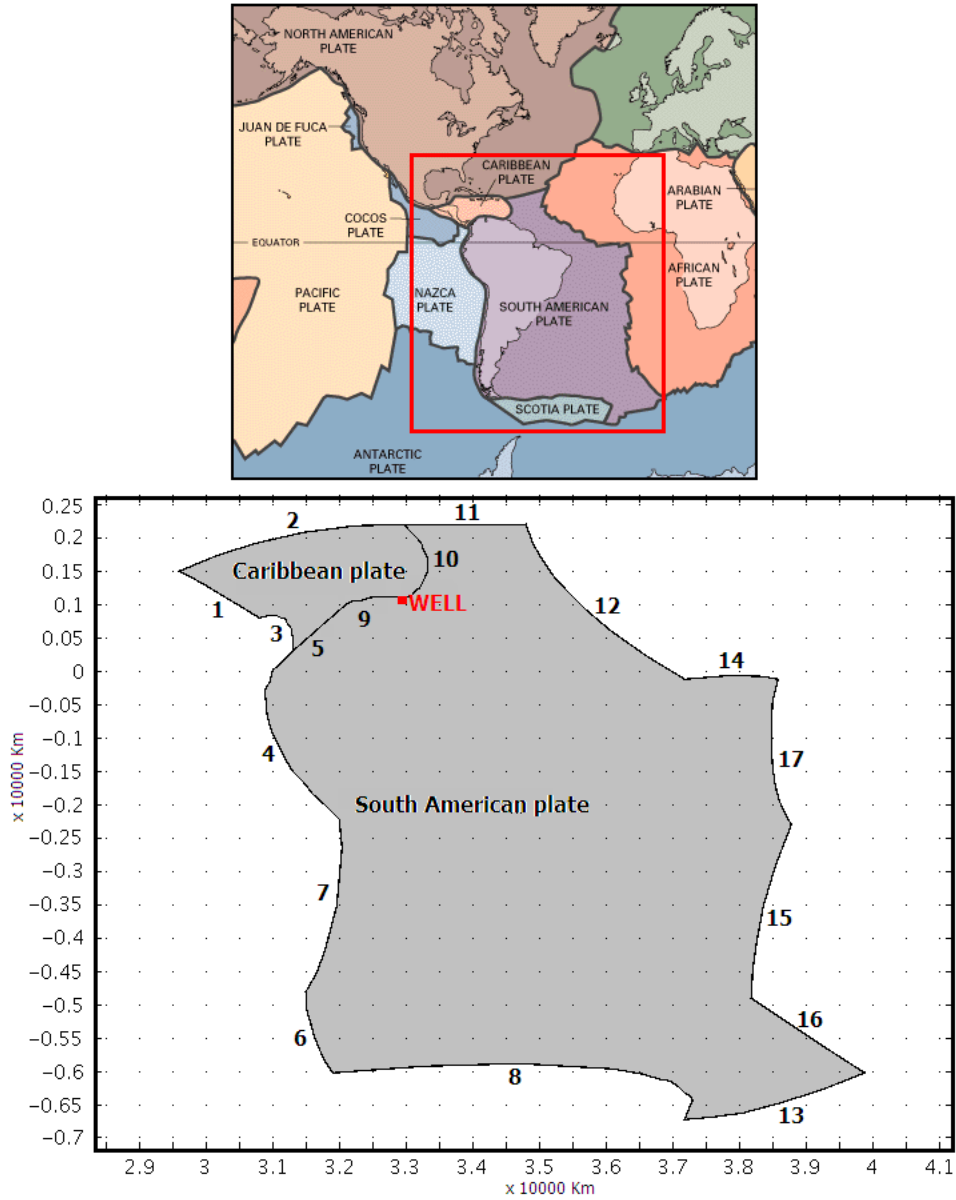 NORTH AMERICAN
PLATE
JUAN DE FUCA
PLATE
CARIBBEAN
PLATE
ARABIAN
PLATE
COCOS
PLATE
EQUATOR
AFRICAN
PLATE
PACIFIC
PLATE
NAZCA
PLATE
SOUTH AMERICAN
PLATE
SCOTIA PLATE
ANTARCTIC
PLATE
0.25
0.2
0.15
0.1
0.05
0
−0.05
−0.1
−0.15
−0.2
−0.25
−0.3
−0.35
−0.4
−0.45
−0.5
−0.55
−0.6
−0.65
−0.7
x 10000 Km
2
11
10
Caribbean plate
1
3
5
9
WELL
12
14
4
17
South American plate
7
15
6
16
8
13
2.9
3
3.1
3.2
3.3
3.4
3.5
3.6
3.7
3.8
3.9
4
4.1
x 10000 Km